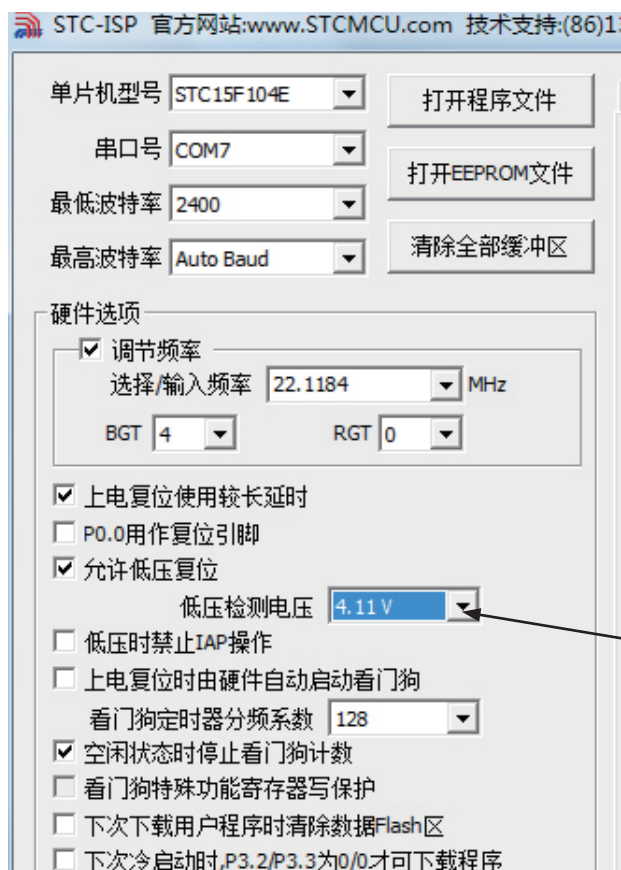 STC-ISP 官方网站:www.STCMCU.com 技术支持:(86)13
单片机型号 STC15F104E 打开程序文件
串口号 COM7
打开EEPROM文件
最低波特率 2400
最高波特率 Auto Baud 清除全部缓冲区
硬件选项
调节频率
选择/输入频率 22.1184 MHz
BGT 4 RGT 0
上电复位使用较长延时
P0.0用作复位引脚
允许低压复位
低压检测电压 4.11 V
低压时禁止IAP操作
上电复位时由硬件自动启动看门狗
看门狗定时器分频系数 128
空闲状态时停止看门狗计数
看门狗特殊功能寄存器写保护
下次下载用户程序时清除数据Flash区
下次冷启动时,P3.2/P3.3为0/0才可下载程序